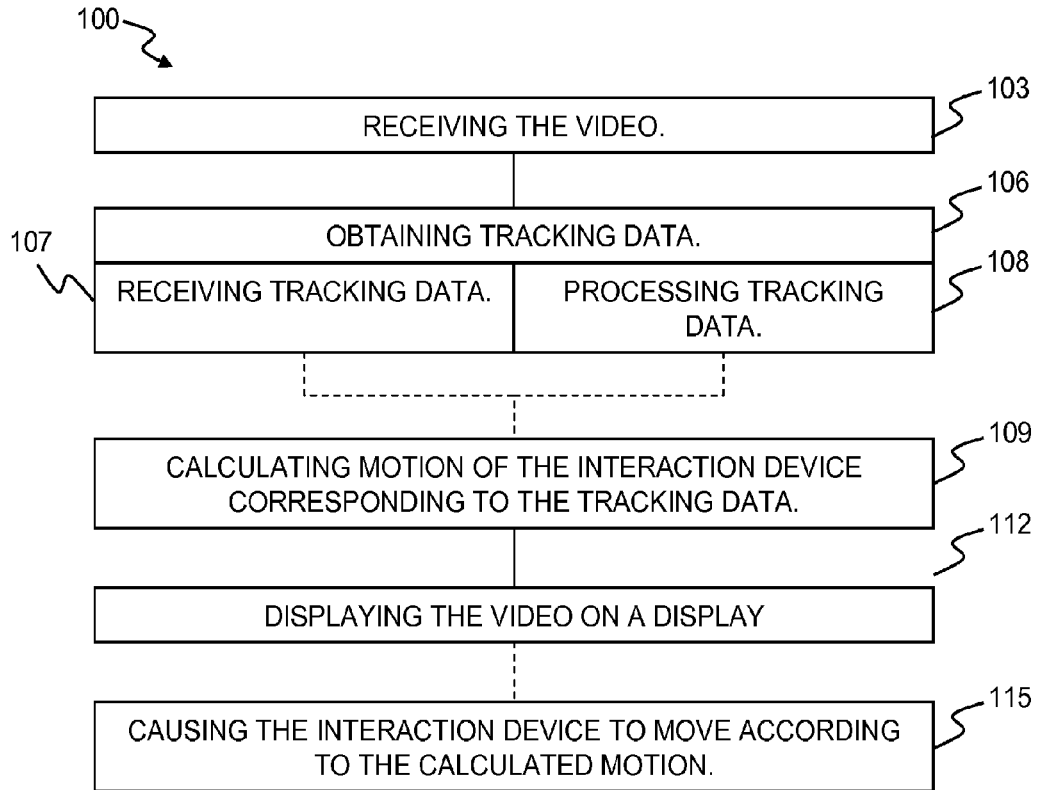 100
103
RECEIVING THE VIDEO.
106
OBTAINING TRACKING DATA.
107
108
RECEIVING TRACKING DATA.
PROCESSING TRACKING
DATA.
109
CALCULATING MOTION OF THE INTERACTION DEVICE
CORRESPONDING TO THE TRACKING DATA.
112
DISPLAYING THE VIDEO ON A DISPLAY
115
CAUSING THE INTERACTION DEVICE TO MOVE ACCORDING
TO THE CALCULATED MOTION.